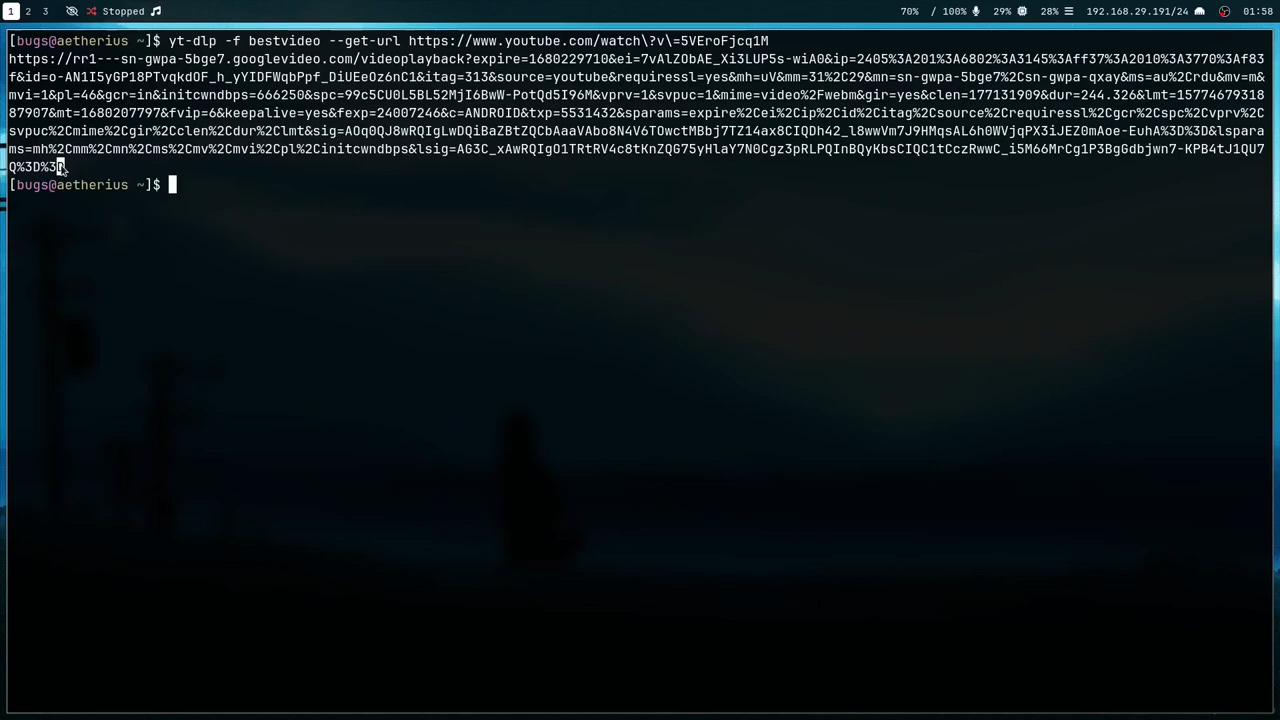 1 2 3 Stopped 70% / 100% 29% 28% 192.168.29.191/24 01:58
[bugs@aetherius ~]$ yt-dlp -f bestvideo --get-url https://www.youtube.com/watch\?v\=5VEroFjcq1M
https://rr1---sn-gwpa-5bge7.googlevideo.com/videoplayback?expire=1680229710&ei=7vAlZObAE_Xi3LUP5s-wiA0&ip=2405%3A201%3A6802%3A3145%3Aff37%3A2010%3A3770%3Af83
f&id=o-AN1I5yGP18PTvqkdOF_h_yYIDFWqbPpf_DiUEeOz6nC1&itag=313&source=youtube&requiressl=yes&mh=uV&mm=31%2C29&mn=sn-gwpa-5bge7%2Csn-gwpa-qxay&ms=au%2Crdu&mv=m&
mvi=1&pl=46&gcr=in&initcwndbps=666250&spc=99c5CU0L5BL52MjI6BwW-PotQd5I96M&vprv=1&svpuc=1&mime=video%2Fwebm&gir=yes&clen=177131909&dur=244.326&lmt=15774679318
87907&mt=1680207797&fvip=6&keepalive=yes&fexp=24007246&c=ANDROID&txp=5531432&sparams=expire%2Cei%2Cip%2Cid%2Citag%2Csource%2Crequiressl%2Cgcr%2Cspc%2Cvprv%2C
svpuc%2Cmime%2Cgir%2Cclen%2Cdur%2Clmt&sig=AOq0QJ8wRQIgLwDQiBaZBtZQCbAaaVAbo8N4V6TOwctMBbj7TZ14ax8CIQDh42_l8wwVm7J9HMqsAL6h0WVjqPX3iJEZ0mAoe-EuhA%3D%3D&lspara
ms=mh%2Cmm%2Cmn%2Cms%2Cmv%2Cmvi%2Cpl%2Cinitcwndbps&lsig=AG3C_xAwRQIgO1TRtRV4c8tKnZQG75yHlaY7N0Cgz3pRLPQInBQyKbsCIQC1tCczRwwC_i5M66MrCg1P3BgGdbjwn7-KPB4tJ1QU7
Q%3D%3D
[bugs@aetherius ~]$